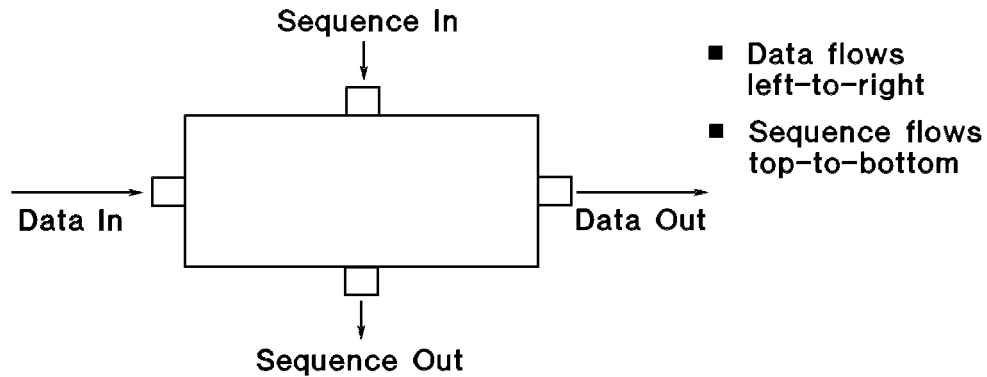 Sequence In
■ Data flows
left-to-right
■ Sequence flows
top-to-bottom
Data In
Data Out
Sequence Out